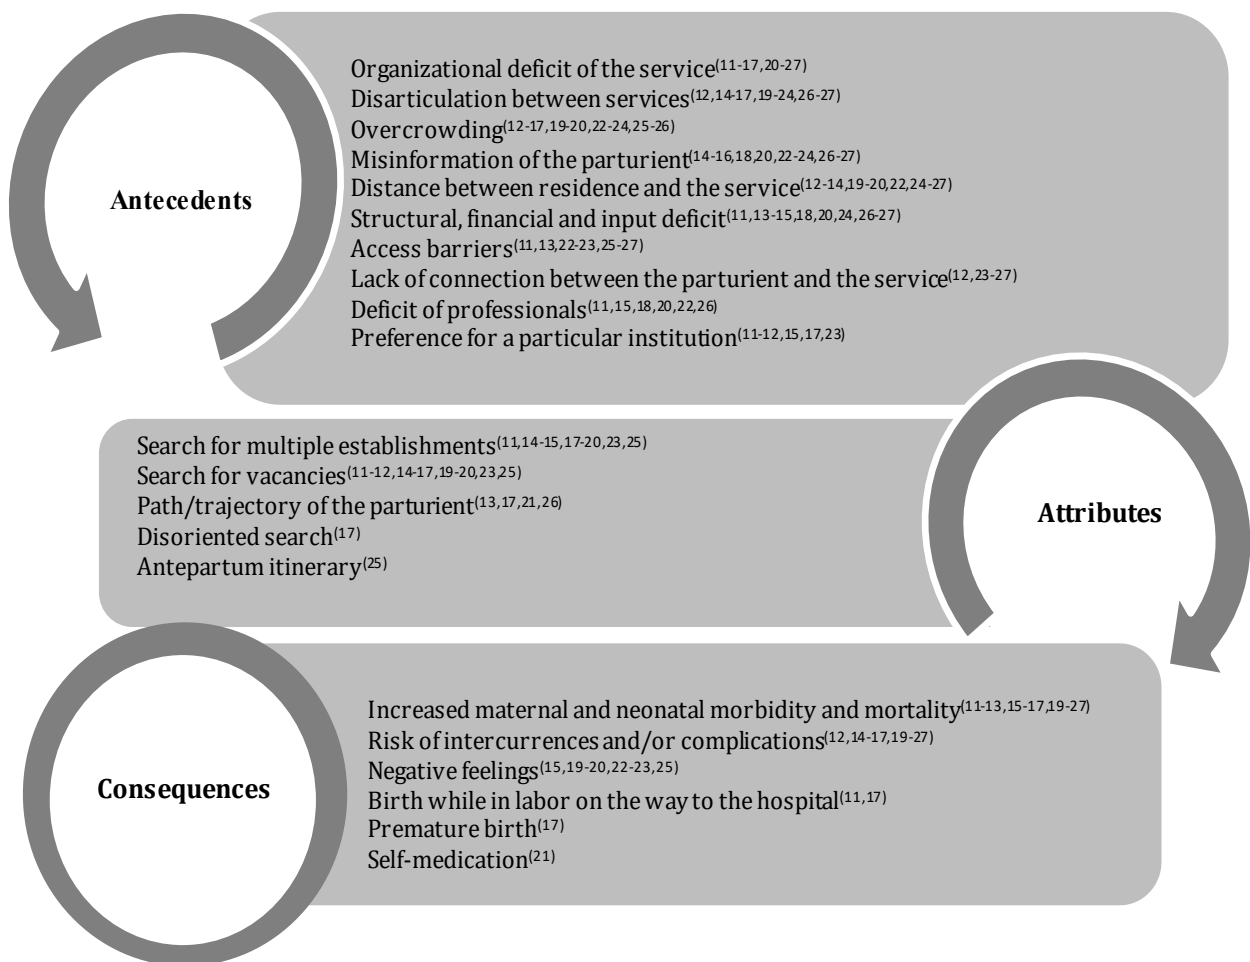 Antecedents
Organizational deficit of the service(11-17,20-27)
Disarticulation between services(12,14-17,19-24,26-27)
Overcrowding(12-17,19-20,22-24,25-26)
Misinformation of the parturient(14-16,18,20,22-24,26-27)
Distance between residence and the service(12-14,19-20,22,24-27)
Structural, financial and input deficit(11,13-15,18,20,24,26-27)
Access barriers(11,13,22-23,25-27)
Lack of connection between the parturient and the service(12,23-27)
Deficit of professionals(11,15,18,20,22,26)
Preference for a particular institution(11-12,15,17,23)
Attributes
Search for multiple establishments(11,14-15,17-20,23,25)
Search for vacancies(11-12,14-17,19-20,23,25)
Path/trajectory of the parturient(13,17,21,26)
Disoriented search(17)
Antepartum itinerary(25)
Consequences
Increased maternal and neonatal morbidity and mortality(11-13,15-17,19-27)
Risk of intercurrences and/or complications(12,14-17,19-27)
Negative feelings(15,19-20,22-23,25)
Birth while in labor on the way to the hospital(11,17)
Premature birth(17)
Self-medication(21)